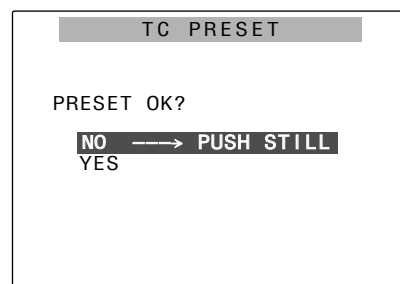 TC PRESET
PRESET OK?
NO ———→ PUSH STILL
YES